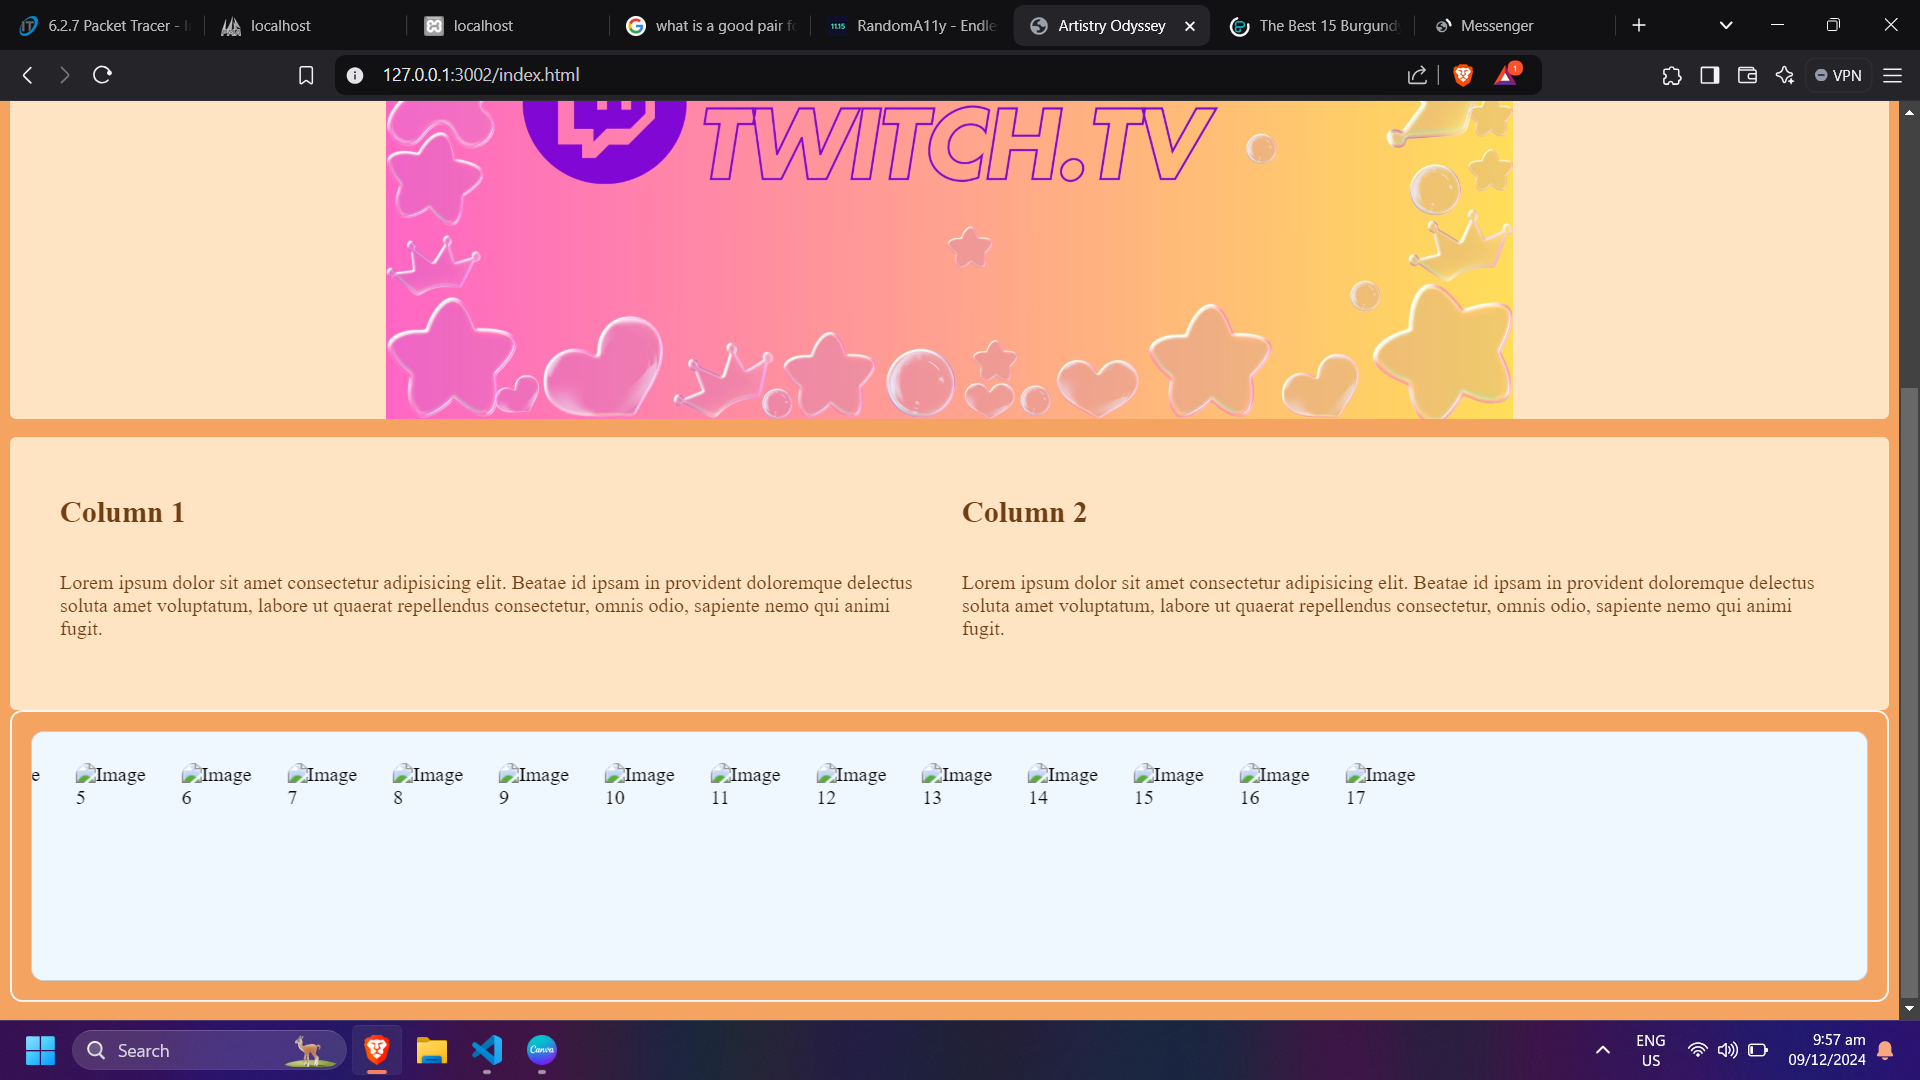 6.2.7 Packet Tracer -
localhost
localhost
what is a good pair
RandomA11y - Endle
Artistry Odyssey
The Best 15 Burgund
Messenger
127.0.0.1:3002/index.html
1
VPN
TWITCH.TV
Column 1
Lorem ipsum dolor sit amet consectetur adipisicing elit. Beatae id ipsam in provident doloremque delectus
soluta amet voluptatum, labore ut quaerat repellendus consectetur, omnis odio, sapiente nemo qui animi
fugit.
Column 2
Lorem ipsum dolor sit amet consectetur adipisicing elit. Beatae id ipsam in provident doloremque delectus
soluta amet voluptatum, labore ut quaerat repellendus consectetur, omnis odio, sapiente nemo qui animi
fugit.
e
Image
5
Image
6
Image
7
Image
8
Image
9
Image
10
Image
11
Image
12
Image
13
Image
14
Image
15
Image
16
Image
17
Search
Canva
ENG
US
9:57 am
09/12/2024